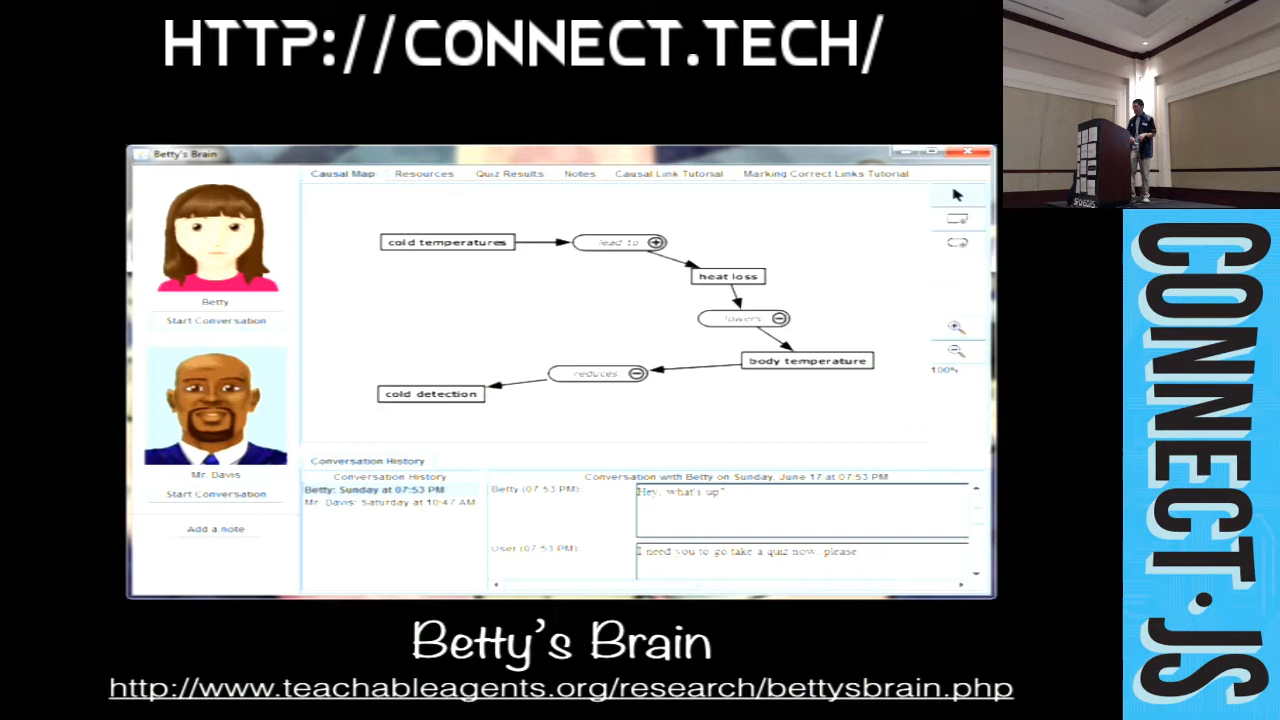 HTTP://CONNECT.TECH/
Betty's Brain
Causal Map Resources Quiz Results Notes Causal Link Tutorial Marking Correct Links Tutorial
cold temperatures
lead to
heat loss
lowers
body temperature
reduces
cold detection
100%
Betty
Start Conversation
Mr. Davis
Start Conversation
Add a note
Conversation History
Conversation History
Betty: Sunday at 07:53 PM
Mr. Davis: Saturday at 10:47 AM
Conversation with Betty on Sunday, June 17 at 07:53 PM
Betty (07:53 PM):
Hey, what's up?
User (07:53 PM):
I need you to go take a quiz now, please
Betty's Brain
http://www.teachableagents.org/research/bettysbrain.php
CONNECT.JS